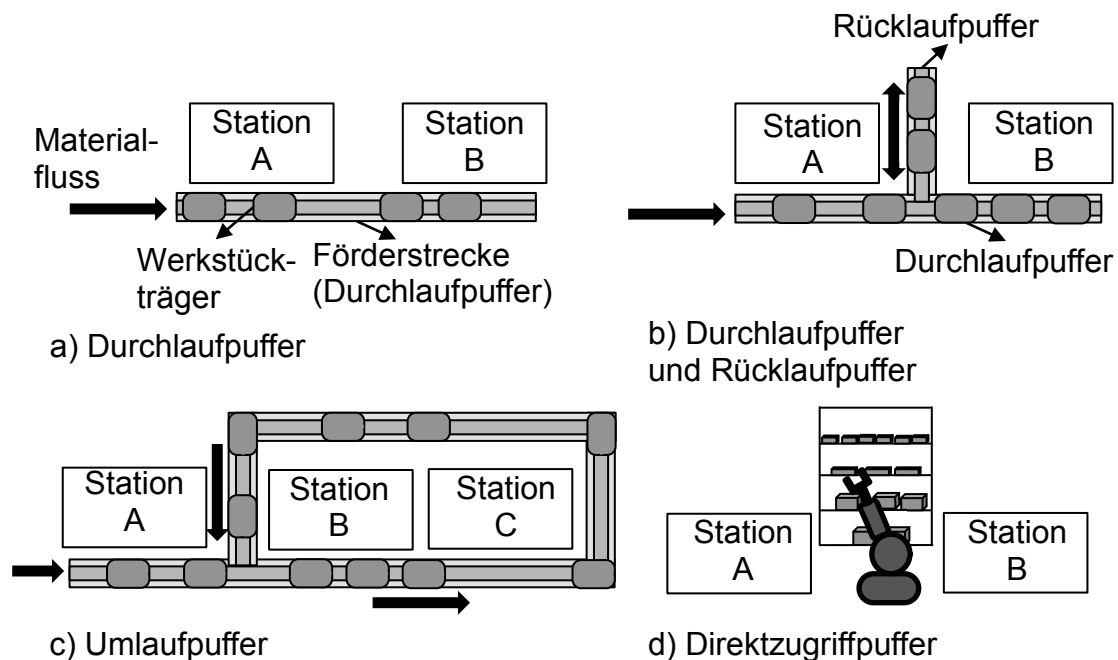 Material-
fluss
Station
A
Station
B
Werkstück-
träger
Förderstrecke
(Durchlaufpuffer)
a) Durchlaufpuffer
Rücklaufpuffer
Station
A
Station
B
Durchlaufpuffer
b) Durchlaufpuffer
und Rücklaufpuffer
Station
A
Station
B
Station
C
c) Umlaufpuffer
Station
A
Station
B
d) Direktzugriffpuffer